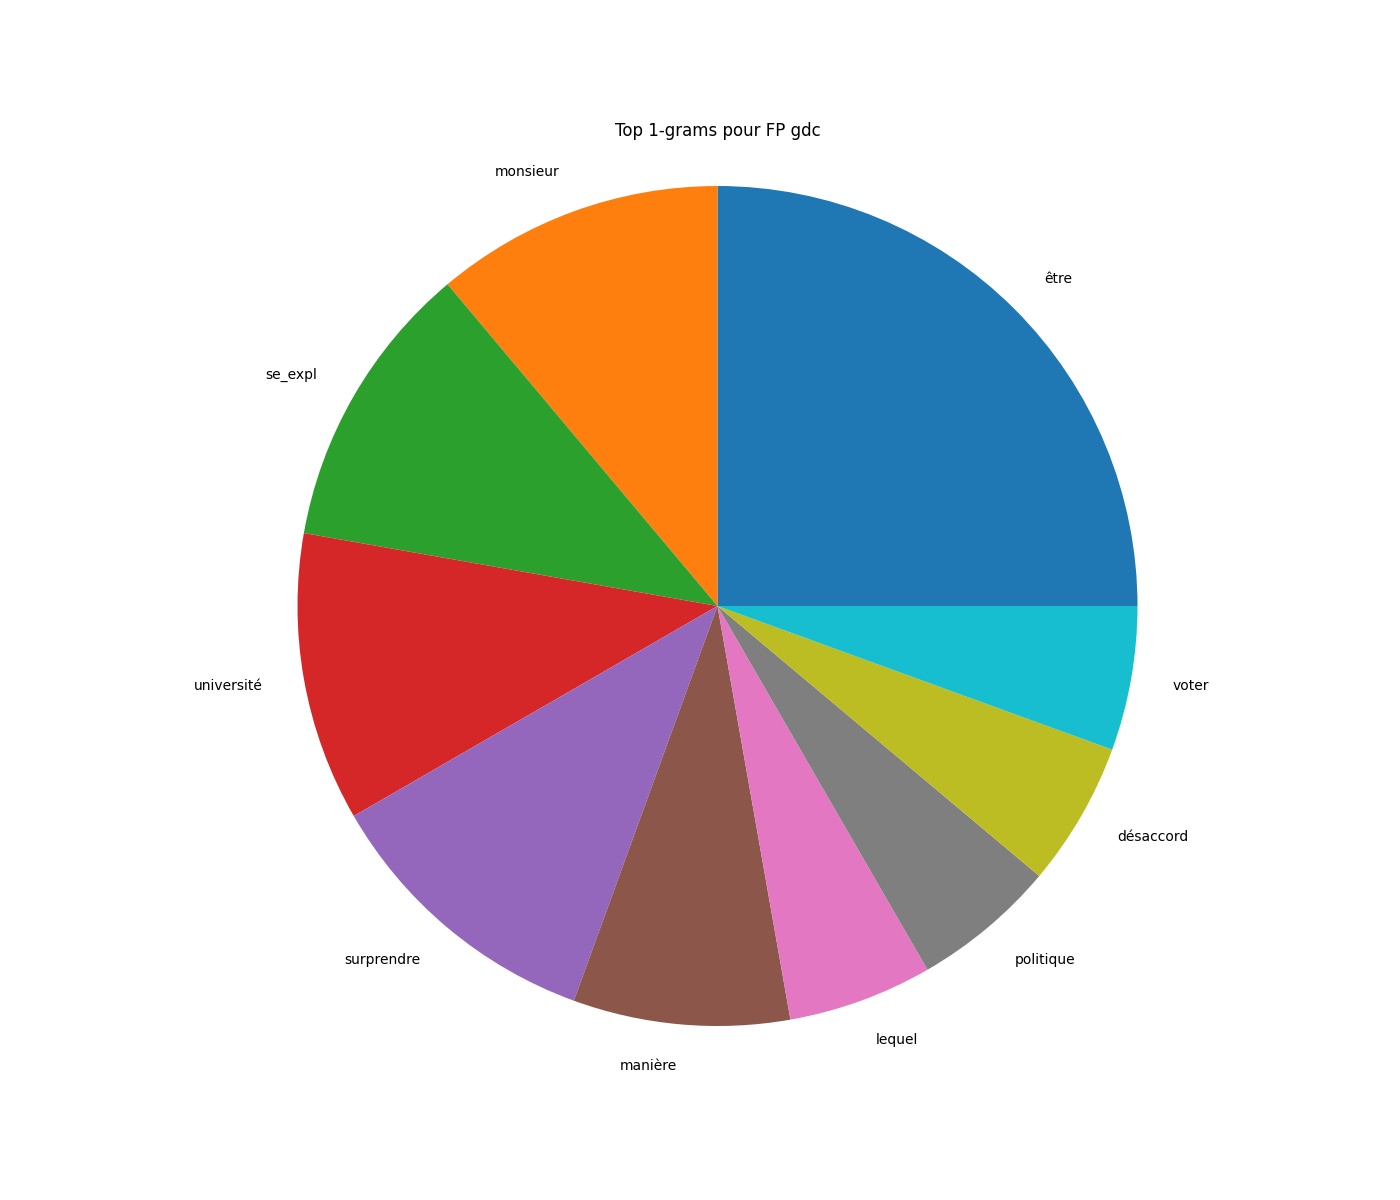 Top 1-grams pour FP gdc
monsieur
être
se_expl
université
voter
désaccord
surprendre
politique
lequel
manière